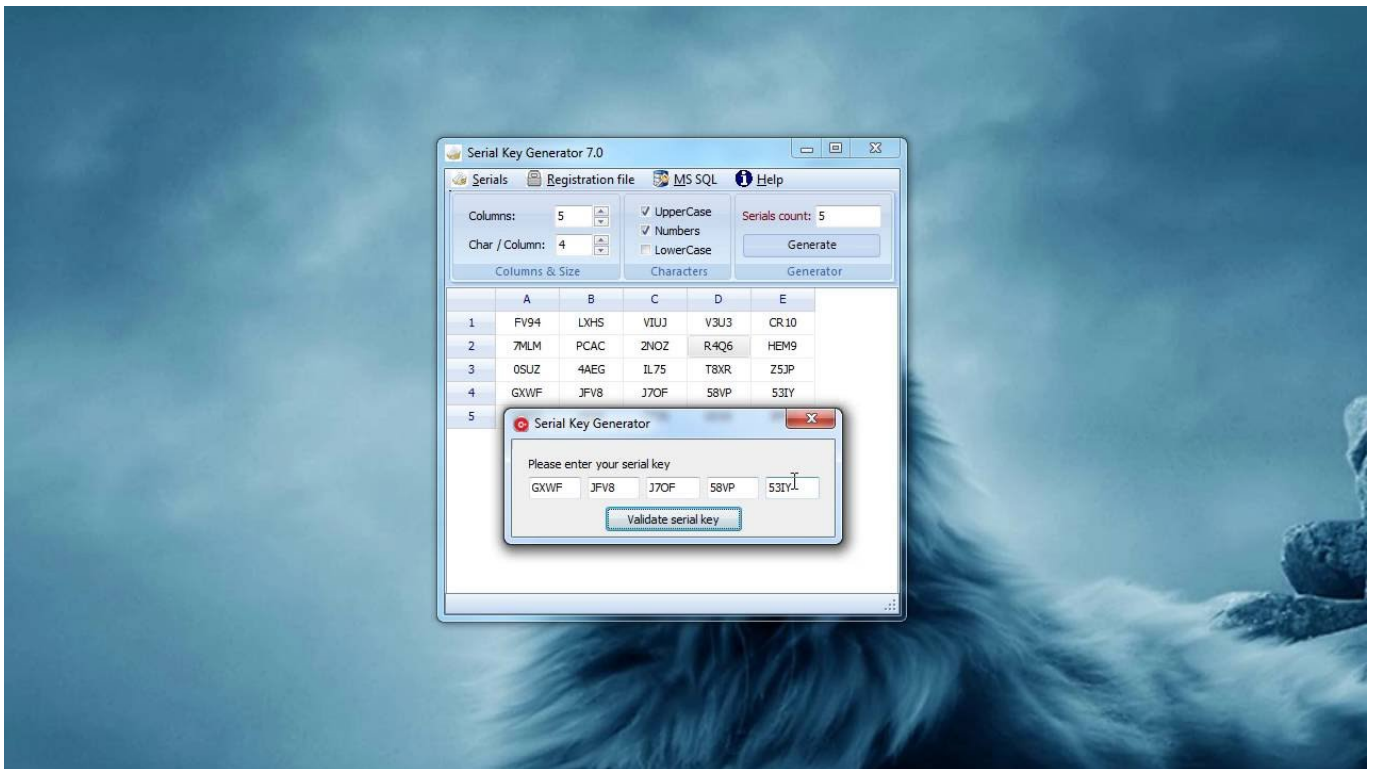 Serial Key Generator 7.0
Serials Registration file MS SQL Help
Columns: 5 UpperCase Serials count: 5
Numbers
Char / Column: 4 LowerCase Generate
Columns & Size Characters Generator
A B C D E
1 FV94 LXHS VIUJ V3U3 CR10
2 7MLM PCAC 2NOZ R4Q6 HEM9
3 0SUZ 4AEG IL75 T8XR Z5JP
4 GXWF JFV8 J7OF 58VP 53IY
5
Serial Key Generator
Please enter your serial key
GXWF JFV8 J7OF 58VP 53IY
Validate serial key